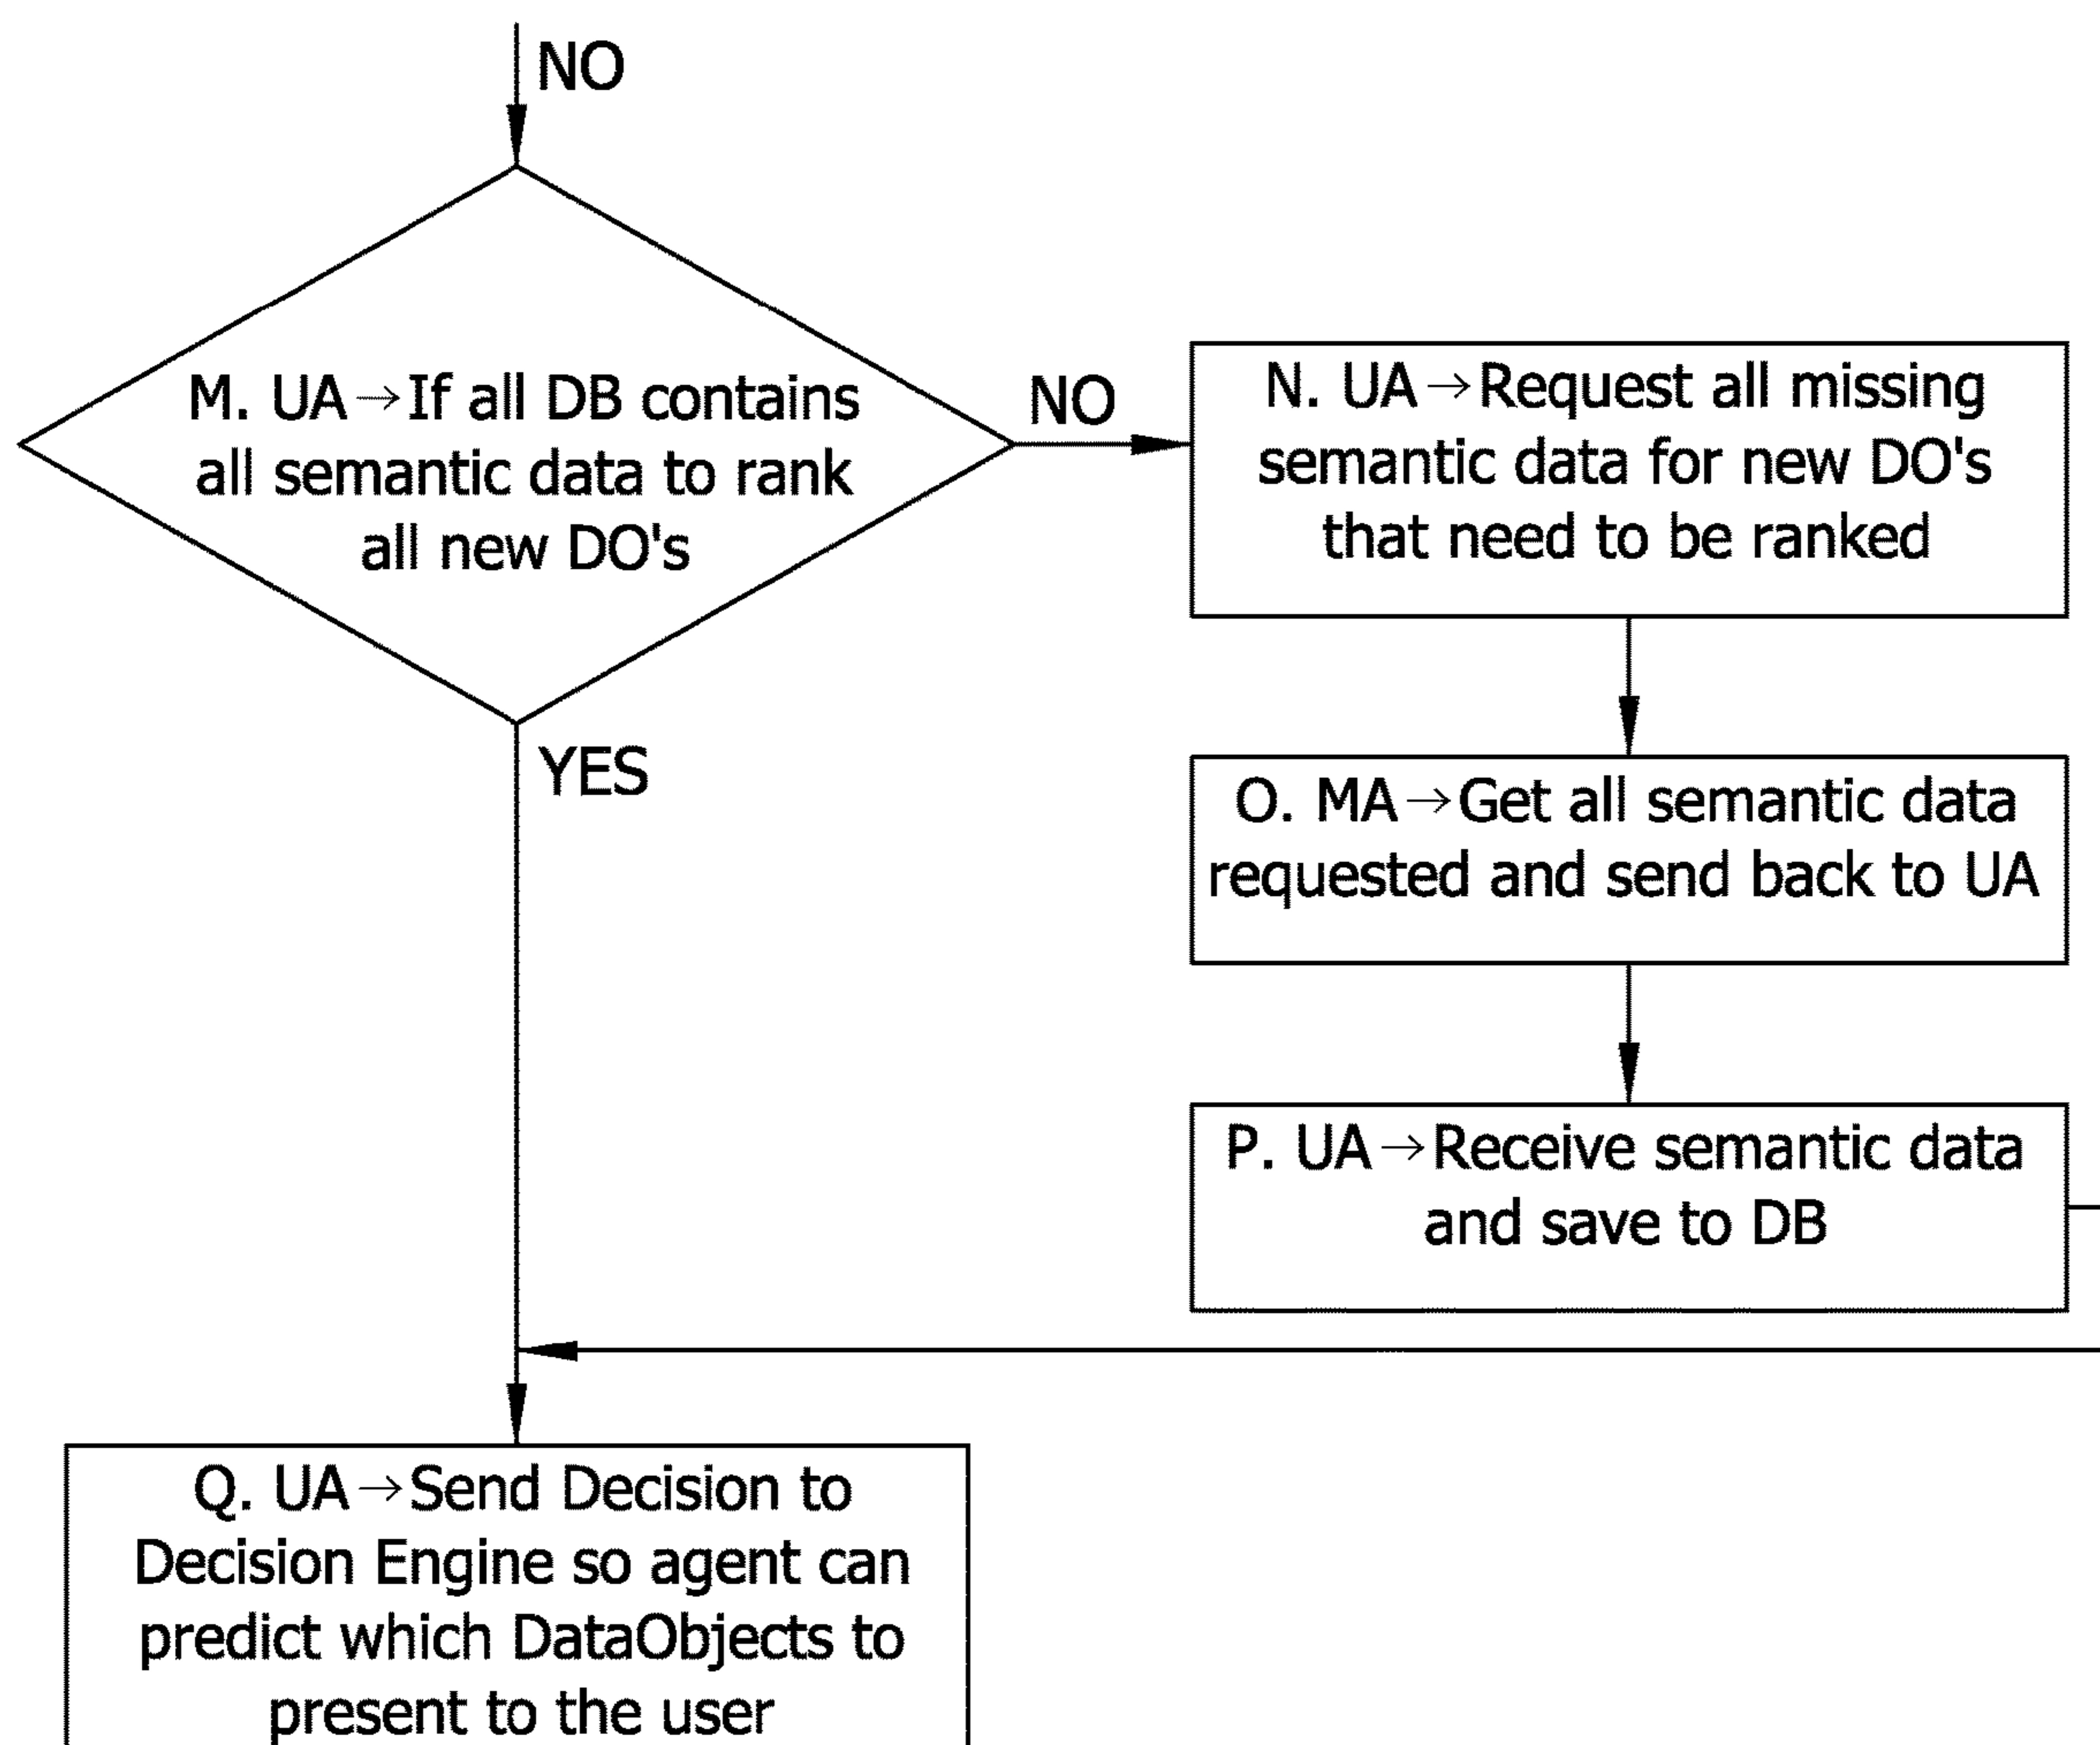 NO
M. UA→If all DB contains
all semantic data to rank
all new DO's
NO
N. UA→Request all missing
semantic data for new DO's
that need to be ranked
YES
O. MA→Get all semantic data
requested and send back to UA
P. UA→Receive semantic data
and save to DB
Q. UA→Send Decision to
Decision Engine so agent can
predict which DataObjects to
present to the user